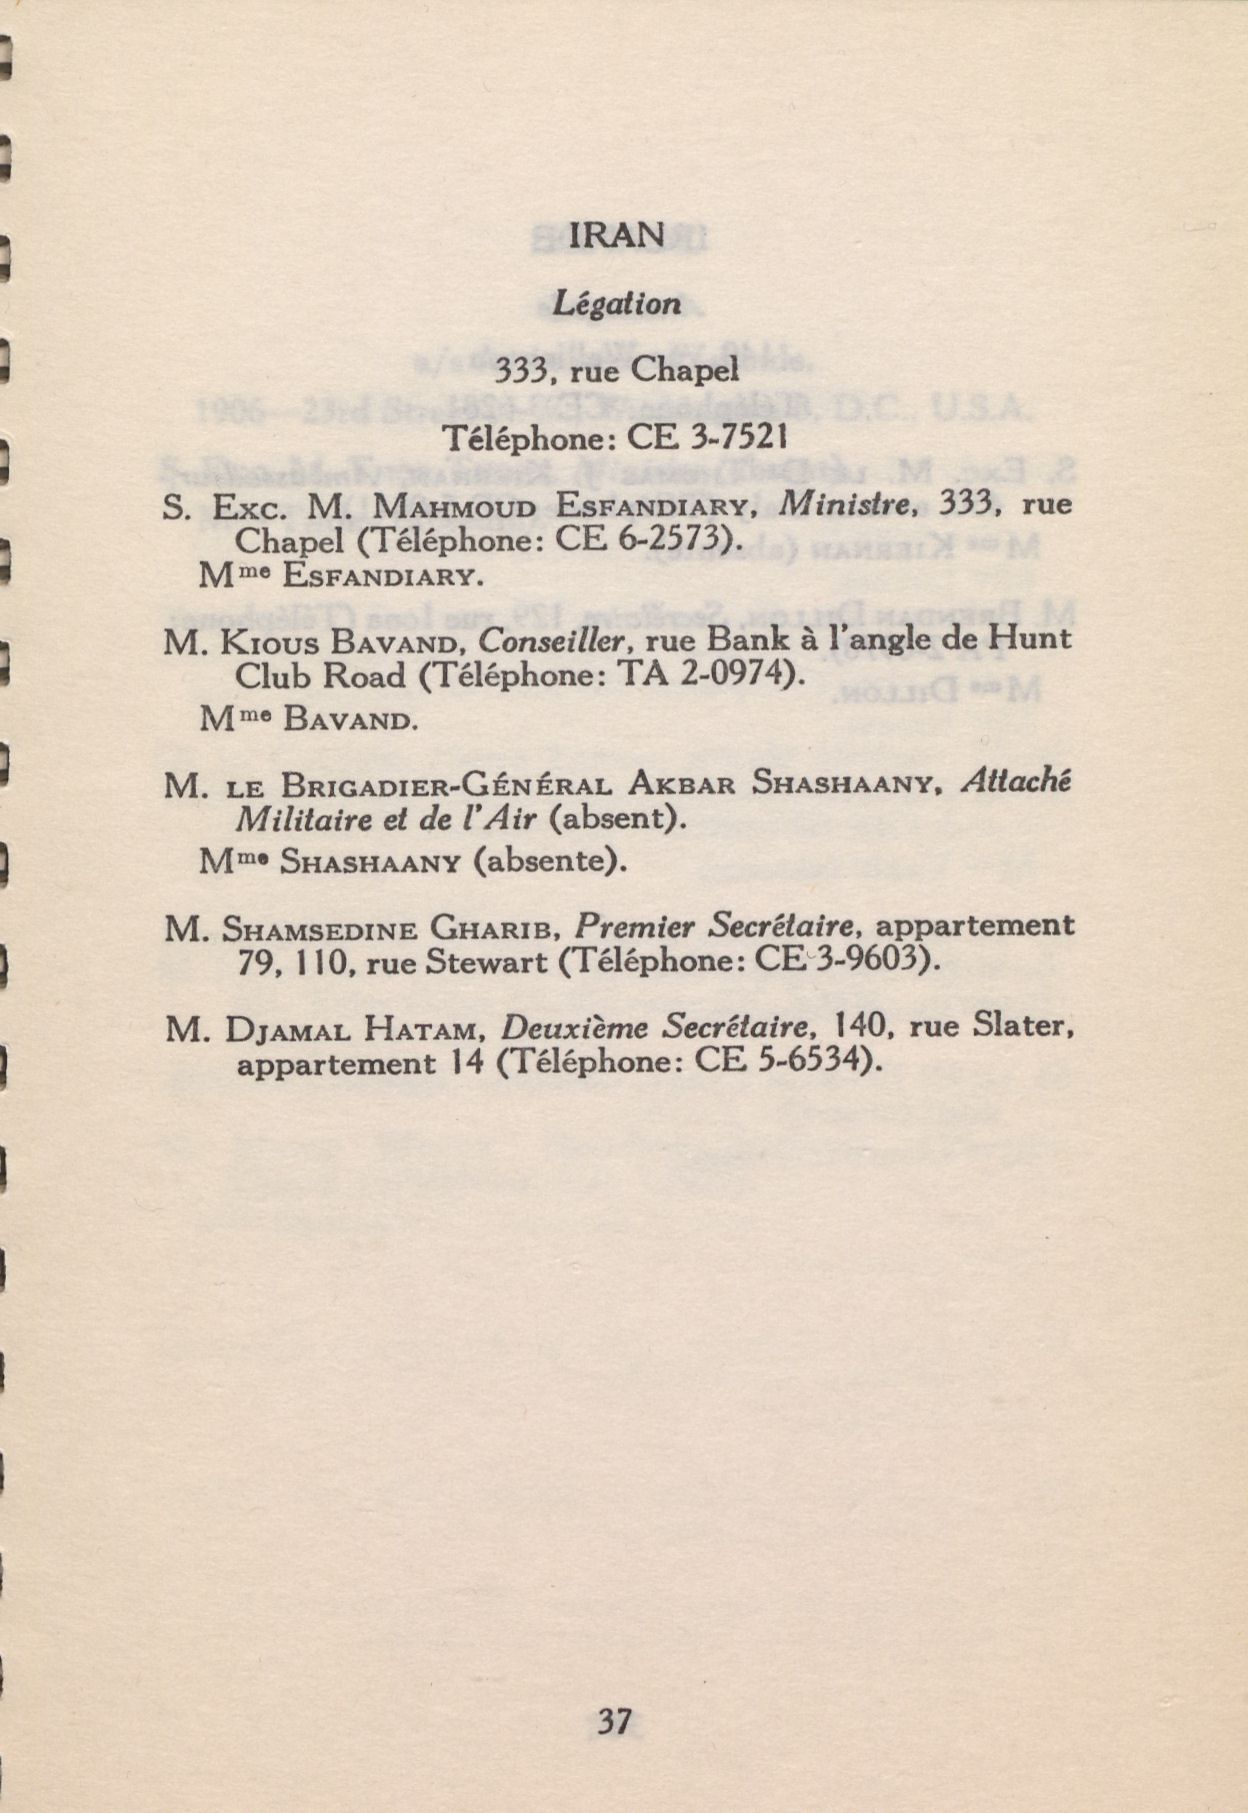 IRAN
Légation
333, rue Chapel
Téléphone: CE 3-7521
S. Exc. M. Mahmoud Esfandiary, Ministre, 333, rue
Chapel (Téléphone: CE 6-2573).
Mme Esfandiary.
M. Kious Bavand, Conseiller, rue Bank à l'angle de Hunt
Club Road (Téléphone: TA 2-0974).
Mme Bavand.
M. le Brigadier-Général Akbar Shashaany, Attaché
Militaire et de l'Air (absent).
Mme Shashaany (absente).
M. Shamsedine Gharib, Premier Secrétaire, appartement
79, 110, rue Stewart (Téléphone: CE 3-9603).
M. Djamal Hatam, Deuxième Secrétaire, 140, rue Slater,
appartement 14 (Téléphone: CE 5-6534).
37